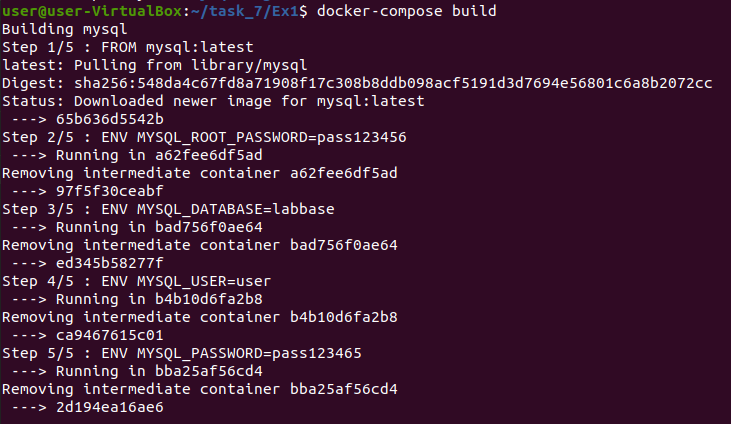 user@user-VirtualBox:~/task_7/Ex1$ docker-compose build
Building mysql
Step 1/5 : FROM mysql:latest
latest: Pulling from library/mysql
Digest: sha256:548da4c67fd8a71908f17c308b8ddb098acf5191d3d7694e56801c6a8b2072cc
Status: Downloaded newer image for mysql:latest
 ---> 65b636d5542b
Step 2/5 : ENV MYSQL_ROOT_PASSWORD=pass123456
 ---> Running in a62fee6df5ad
Removing intermediate container a62fee6df5ad
 ---> 97f5f30ceabf
Step 3/5 : ENV MYSQL_DATABASE=labbase
 ---> Running in bad756f0ae64
Removing intermediate container bad756f0ae64
 ---> ed345b58277f
Step 4/5 : ENV MYSQL_USER=user
 ---> Running in b4b10d6fa2b8
Removing intermediate container b4b10d6fa2b8
 ---> ca9467615c01
Step 5/5 : ENV MYSQL_PASSWORD=pass123465
 ---> Running in bba25af56cd4
Removing intermediate container bba25af56cd4
 ---> 2d194ea16ae6